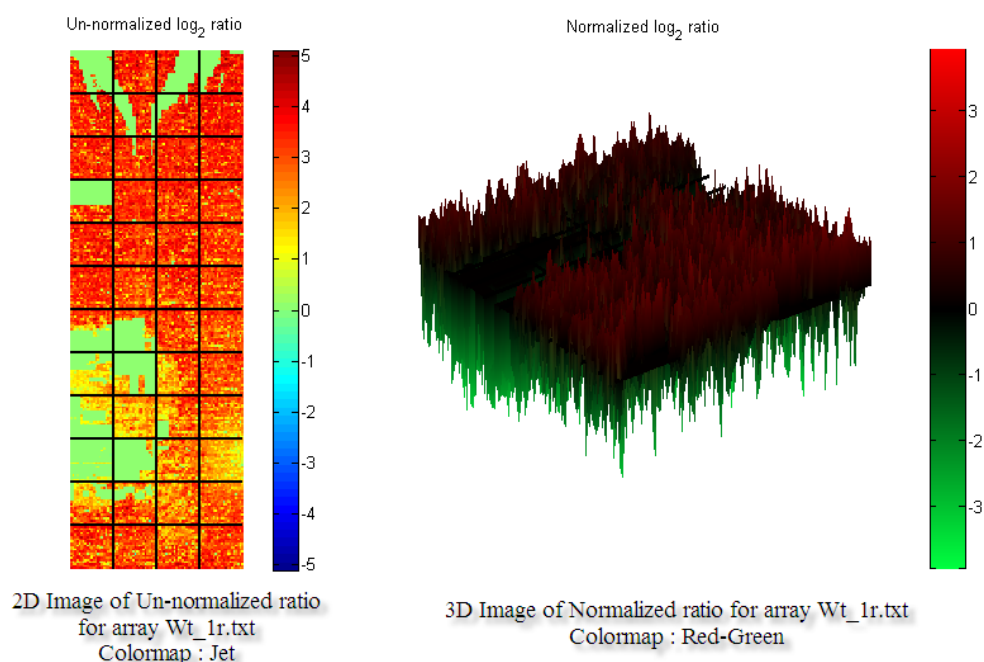 Un-normalized log2 ratio
5
4
3
2
1
0
-1
-2
-3
-4
-5
2D Image of Un-normalized ratio
for array Wt_1r.txt
Colormap : Jet
Normalized log2 ratio
3
2
1
0
-1
-2
-3
3D Image of Normalized ratio for array Wt_1r.txt
Colormap : Red-Green